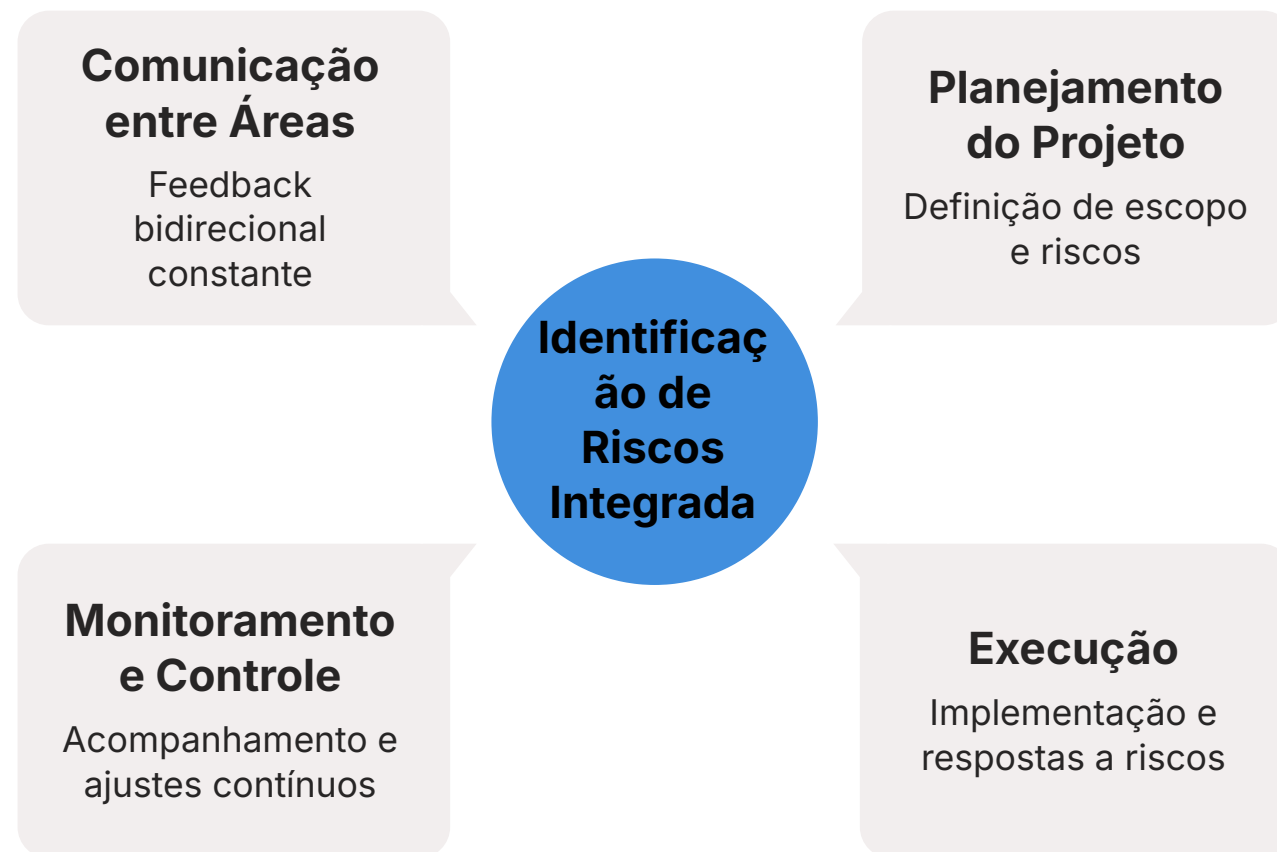 Comunicação
entre Áreas
Feedback
bidirecional
constante
Planejamento
do Projeto
Definição de escopo
e riscos
Identificaç
ão de
Riscos
Integrada
Monitoramento
e Controle
Acompanhamento e
ajustes contínuos
Execução
Implementação e
respostas a riscos